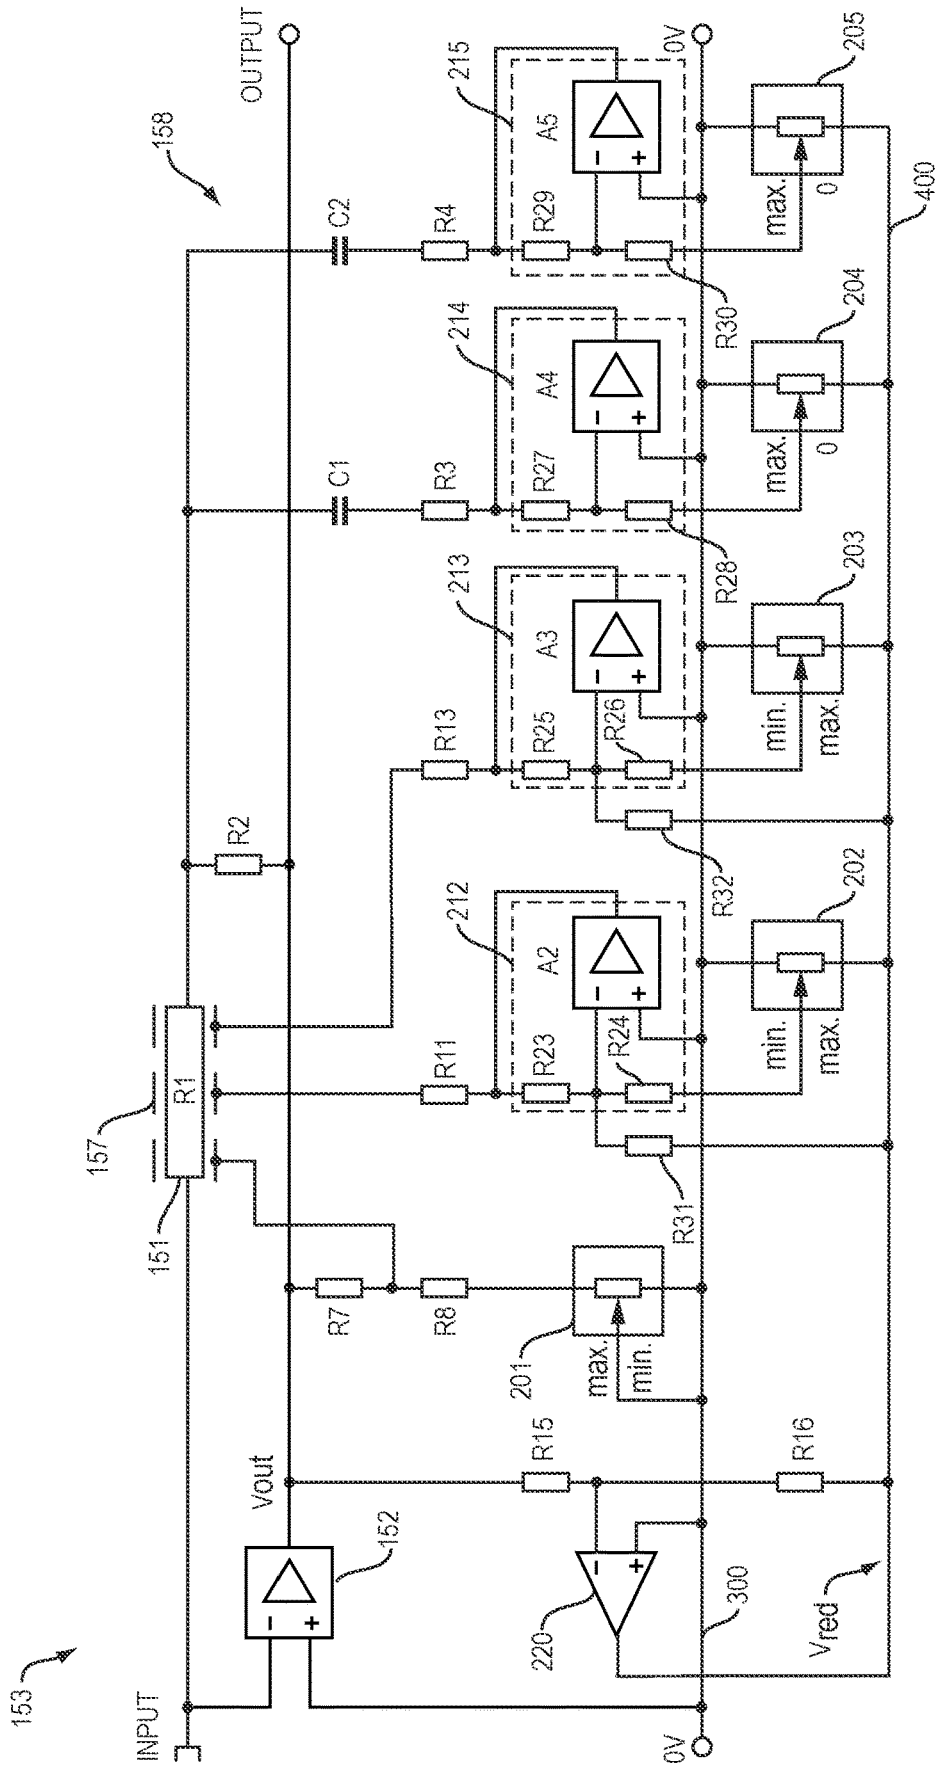 153
INPUT
157
151
R1
R2
158
OUTPUT
C1
C2
Vout
152
R7
R8
R11
R13
R3
R4
212
213
214
215
R15
201
max.
min.
R23
A2
R24
R25
A3
R26
R27
A4
R29
A5
220
0V
300
R31
R32
R28
R30
0V
R16
min.
max.
202
min.
max.
203
max.
0
204
max.
0
205
Vred
400